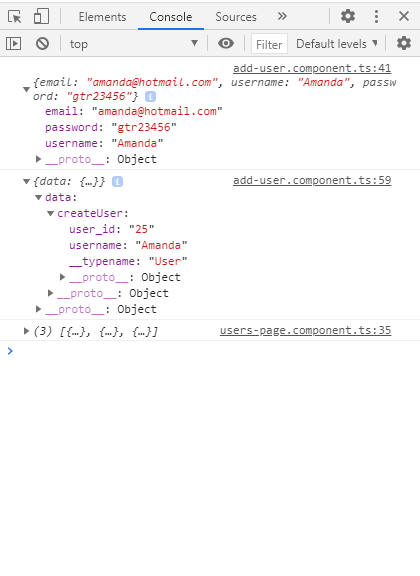 Elements Console Sources »
top ▼ Filter Default levels ▼
add-user.component.ts:41
▼ {email: "amanda@hotmail.com", username: "Amanda", passw
ord: "gtr23456"} i
email: "amanda@hotmail.com"
password: "gtr23456"
username: "Amanda"
▶ __proto__: Object
▼ {data: {…}} i add-user.component.ts:59
▼ data:
▼ createUser:
user_id: "25"
username: "Amanda"
__typename: "User"
▶ __proto__: Object
▶ __proto__: Object
▶ __proto__: Object
▶ (3) [{…}, {…}, {…}] users-page.component.ts:35